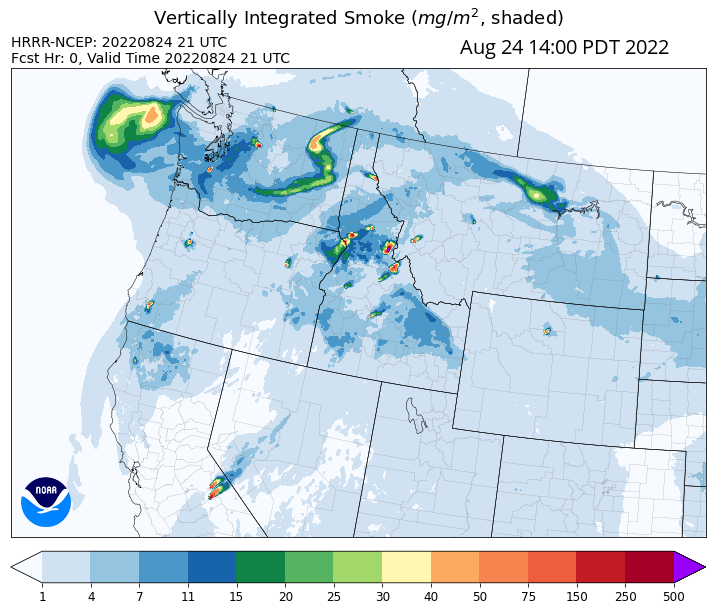 Vertically Integrated Smoke (mg/m², shaded)
HRRR-NCEP: 20220824 21 UTC
Aug 24 14:00 PDT 2022
Fcst Hr: 0, Valid Time 20220824 21 UTC
NOAA
1 4 7 11 15 20 25 30 40 50 75 150 250 500